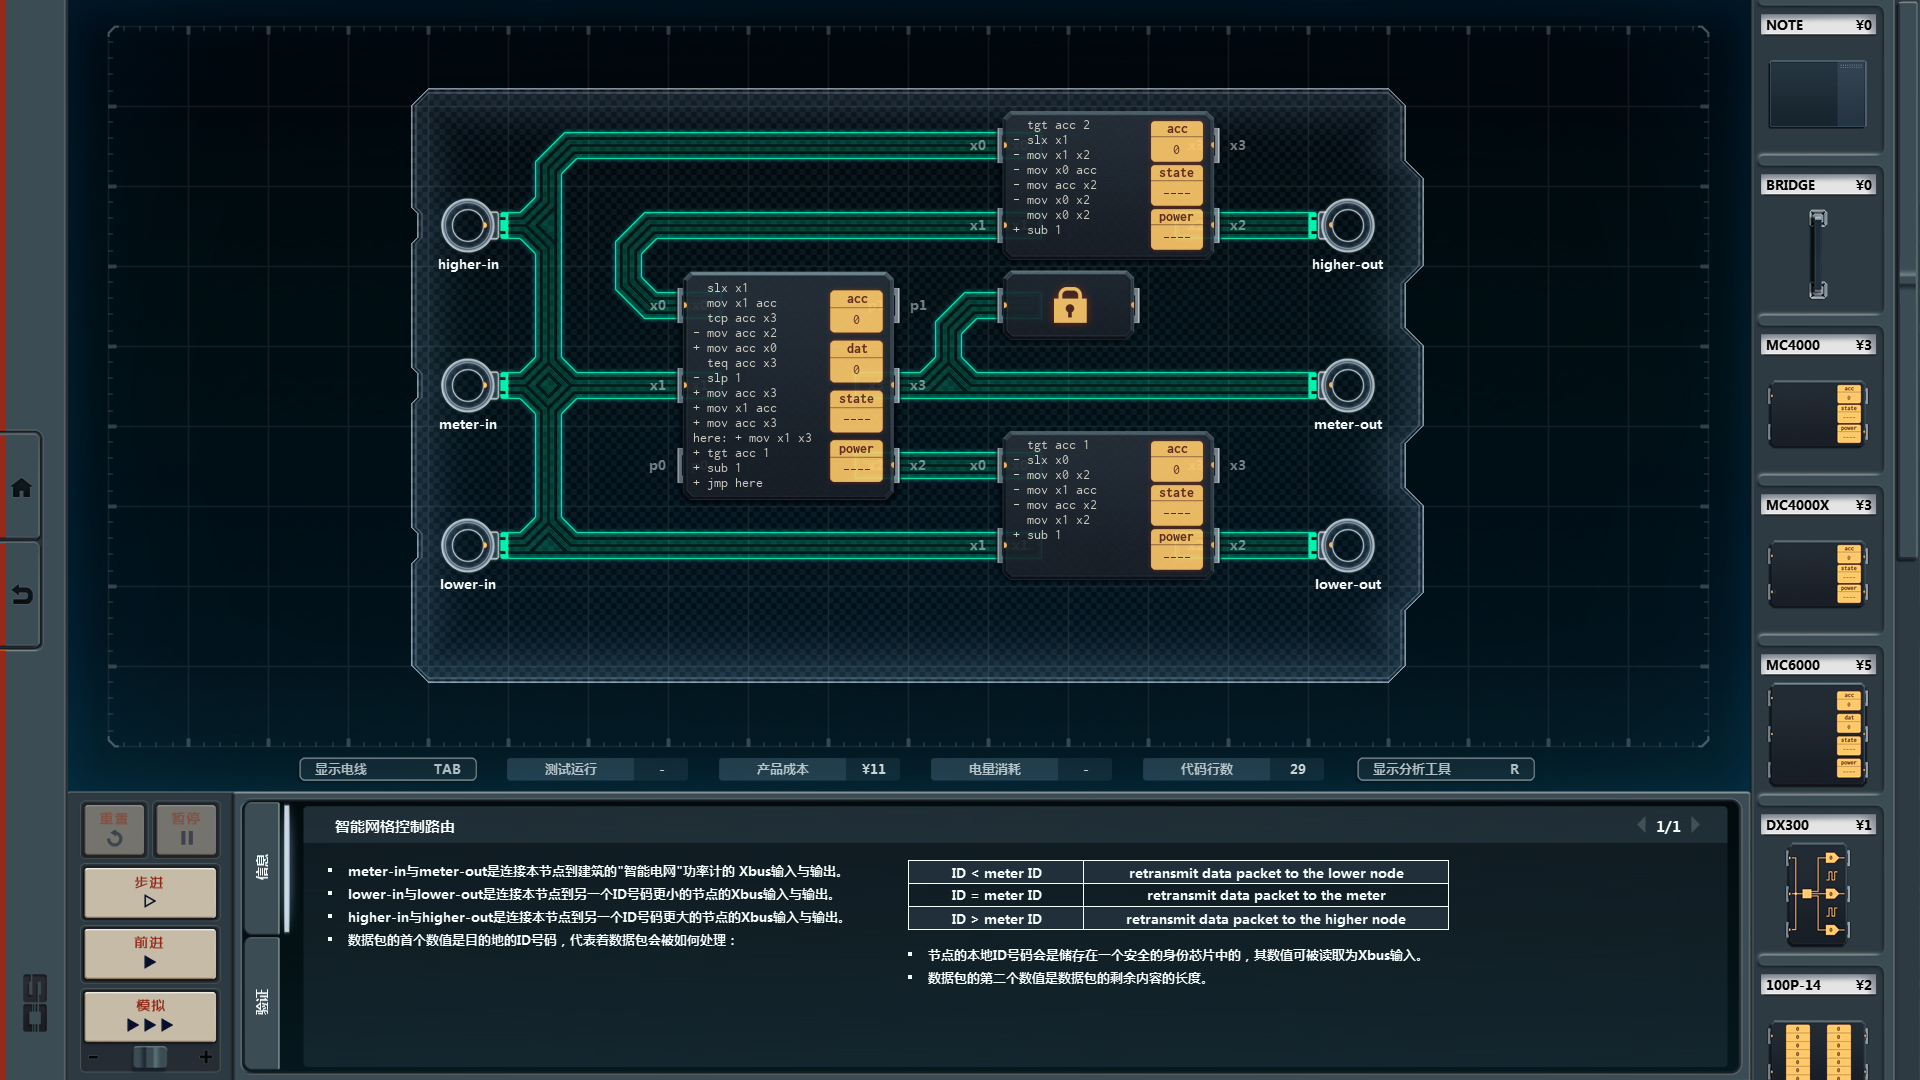 NOTE ¥0
BRIDGE ¥0
MC4000 ¥3
acc
0
state
----
power
----
MC4000X ¥3
acc
0
state
----
power
----
MC6000 ¥5
acc
0
dat
0
state
----
power
----
DX300 ¥1
100P-14 ¥2
higher-in
meter-in
lower-in
higher-out
meter-out
lower-out
x0
x1
x3
x2
tgt acc 2
- slx x1
- mov x1 x2
- mov x0 acc
- mov acc x2
- mov x0 x2
mov x0 x2
+ sub 1
acc
0
state
----
power
----
x0
x1
p0
p1
x3
x2
slx x1
mov x1 acc
tcp acc x3
- mov acc x2
+ mov acc x0
teq acc x3
- slp 1
+ mov acc x3
+ mov x1 acc
+ mov acc x3
here: + mov x1 x3
+ tgt acc 1
+ sub 1
+ jmp here
acc
0
dat
0
state
----
power
----
x0
x1
x3
x2
tgt acc 1
- slx x0
- mov x0 x2
- mov x1 acc
- mov acc x2
mov x1 x2
+ sub 1
acc
0
state
----
power
----
显示电线 TAB
测试运行 -
产品成本 ¥11
电量消耗 -
代码行数 29
显示分析工具 R
重置
暂停
步进
前进
模拟
- +
信息
验证
智能网格控制路由
1/1
▪ meter-in与meter-out是连接本节点到建筑的"智能电网"功率计的 Xbus输入与输出。
▪ lower-in与lower-out是连接本节点到另一个ID号码更小的节点的Xbus输入与输出。
▪ higher-in与higher-out是连接本节点到另一个ID号码更大的节点的Xbus输入与输出。
▪ 数据包的首个数值是目的地的ID号码，代表着数据包会被如何处理：
ID < meter ID retransmit data packet to the lower node
ID = meter ID retransmit data packet to the meter
ID > meter ID retransmit data packet to the higher node
▪ 节点的本地ID号码会是储存在一个安全的身份芯片中的，其数值可被读取为Xbus输入。
▪ 数据包的第二个数值是数据包的剩余内容的长度。